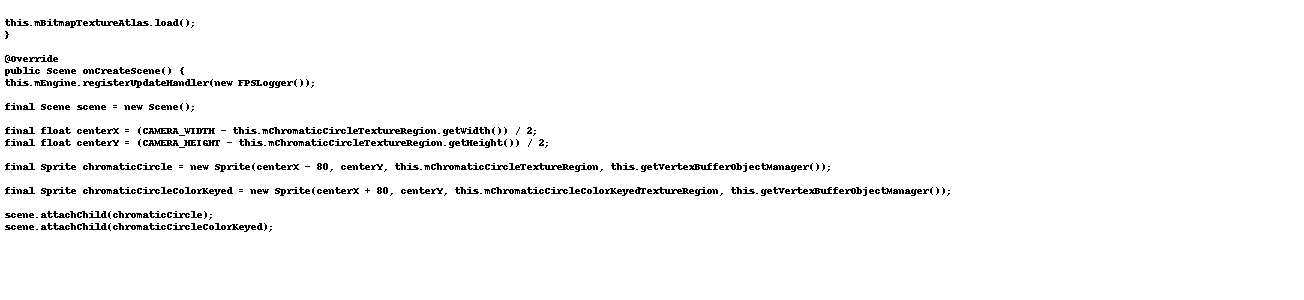 this.mBitmapTextureAtlas.load();
}
@Override
public Scene onCreateScene() {
this.mEngine.registerUpdateHandler(new FPSLogger());
final Scene scene = new Scene();
final float centerX = (CAMERA_WIDTH - this.mChromaticCircleTextureRegion.getWidth()) / 2;
final float centerY = (CAMERA_HEIGHT - this.mChromaticCircleTextureRegion.getHeight()) / 2;
final Sprite chromaticCircle = new Sprite(centerX - 80, centerY, this.mChromaticCircleTextureRegion, this.getVertexBufferObjectManager());
final Sprite chromaticCircleColorKeyed = new Sprite(centerX + 80, centerY, this.mChromaticCircleColorKeyedTextureRegion, this.getVertexBufferObjectManager());
scene.attachChild(chromaticCircle);
scene.attachChild(chromaticCircleColorKeyed);